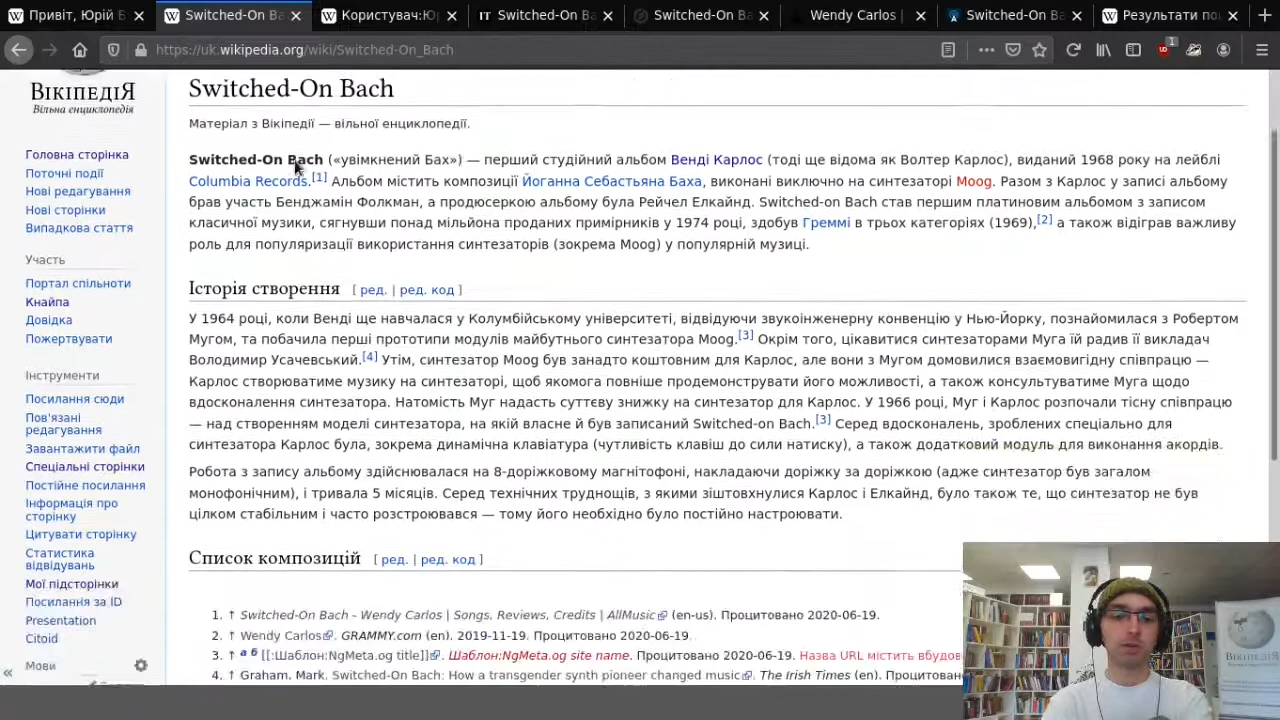 Привіт, Юрій Б
Switched-On Ba
Користувач:Юр
Switched-On Ba
Switched-On Ba
Wendy Carlos |
Switched-On Ba
Результати по
https://uk.wikipedia.org/wiki/Switched-On_Bach
1
ВІКІПЕДІЯ
Вільна енциклопедія
Головна сторінка
Поточні події
Нові редагування
Нові сторінки
Випадкова стаття
Участь
Портал спільноти
Кнайпа
Довідка
Пожертвувати
Інструменти
Посилання сюди
Пов'язані
редагування
Завантажити файл
Спеціальні сторінки
Постійне посилання
Інформація про
сторінку
Цитувати сторінку
Статистика
відвідувань
Мої підсторінки
Посилання за ID
Presentation
Citoid
Мови
Switched-On Bach
Матеріал з Вікіпедії — вільної енциклопедії.
Switched-On Bach («увімкнений Бах») — перший студійний альбом Венді Карлос (тоді ще відома як Волтер Карлос), виданий 1968 року на лейблі
Columbia Records.[1] Альбом містить композиції Йоганна Себастьяна Баха, виконані виключно на синтезаторі Moog. Разом з Карлос у записі альбому
брав участь Бенджамін Фолкман, а продюсеркою альбому була Рейчел Елкайнд. Switched-on Bach став першим платиновим альбомом з записом
класичної музики, сягнувши понад мільйона проданих примірників у 1974 році, здобув Греммі в трьох категоріях (1969),[2] а також відіграв важливу
роль для популяризації використання синтезаторів (зокрема Moog) у популярній музиці.
Історія створення [ ред. | ред. код ]
У 1964 році, коли Венді ще навчалася у Колумбійському університеті, відвідуючи звукоінженерну конвенцію у Нью-Йорку, познайомилася з Робертом
Мугом, та побачила перші прототипи модулів майбутнього синтезатора Moog.[3] Окрім того, цікавитися синтезаторами Муга їй радив її викладач
Володимир Усачевський.[4] Утім, синтезатор Moog був занадто коштовним для Карлос, але вони з Мугом домовилися взаємовигідну співпрацю —
Карлос створюватиме музику на синтезаторі, щоб якомога повніше продемонструвати його можливості, а також консультуватиме Муга щодо
вдосконалення синтезатора. Натомість Муг надасть суттєву знижку на синтезатор для Карлос. У 1966 році, Муг і Карлос розпочали тісну співпрацю
— над створенням моделі синтезатора, на якій власне й був записаний Switched-on Bach.[3] Серед вдосконалень, зроблених спеціально для
синтезатора Карлос була, зокрема динамічна клавіатура (чутливість клавіш до сили натиску), а також додатковий модуль для виконання акордів.
Робота з запису альбому здійснювалася на 8-доріжковому магнітофоні, накладаючи доріжку за доріжкою (адже синтезатор був загалом
монофонічним), і тривала 5 місяців. Серед технічних труднощів, з якими зіштовхнулися Карлос і Елкайнд, було також те, що синтезатор не був
цілком стабільним і часто розстроювався — тому його необхідно було постійно настроювати.
Список композицій [ ред. | ред. код ]
1. ↑ Switched-On Bach - Wendy Carlos | Songs, Reviews, Credits | AllMusic (en-us). Процитовано 2020-06-19.
2. ↑ Wendy Carlos. GRAMMY.com (en). 2019-11-19. Процитовано 2020-06-19.
3. ↑ а б [[:Шаблон:NgMeta.og title]]. Шаблон:NgMeta.og site name. Процитовано 2020-06-19. Назва URL містить вбудов
4. ↑ Graham, Mark. Switched-On Bach: How a transgender synth pioneer changed music. The Irish Times (en). Процитовано
ВІКІПЕДІЯ